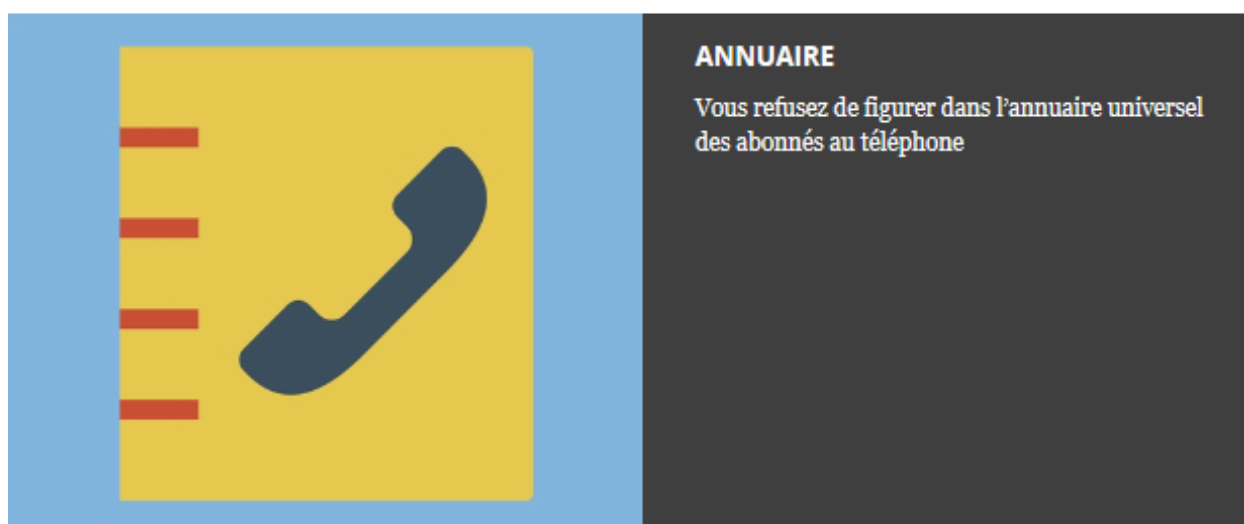 ANNUAIRE
Vous refusez de figurer dans l’annuaire universel
des abonnés au téléphone